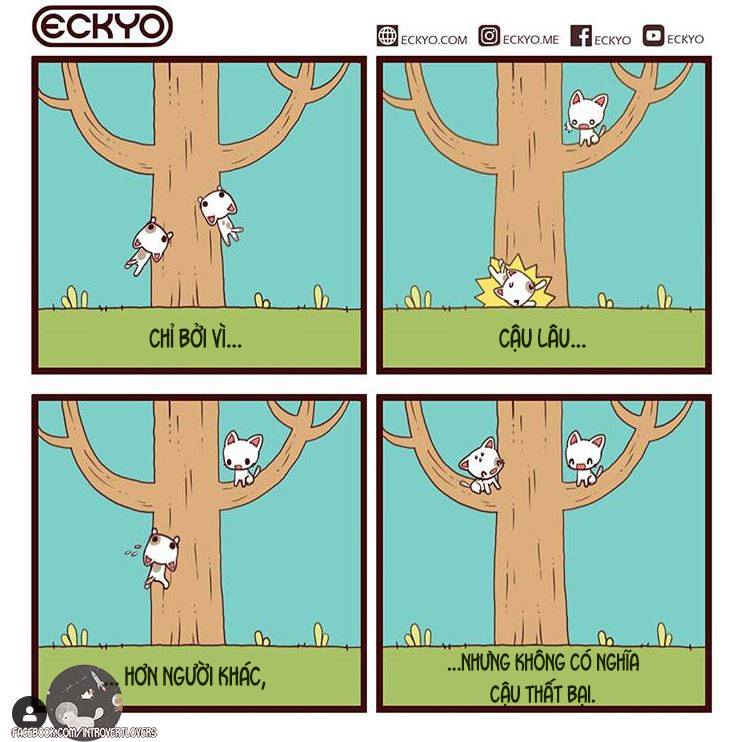 ECKYO
ECKYO.COM
ECKYO.ME
ECKYO
ECKYO
CHỈ BỞI VÌ...
CẬU LÂU...
... HƠN NGƯỜI KHÁC,
...NHƯNG KHÔNG CÓ NGHĨA
CẬU THẤT BẠI.
FACEBOOK.COM/INTROVERTLOVERS